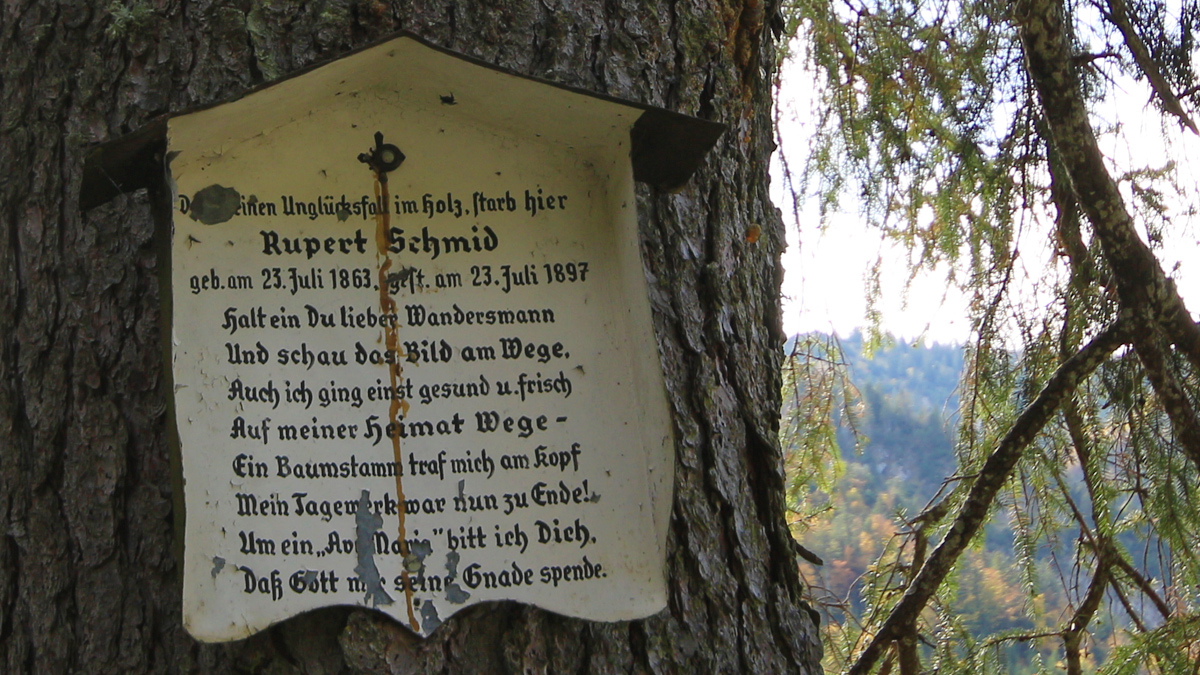 einen Unglücksfall im Holz, starb hier
Rupert Schmid
geb. am 23. Juli 1863, gest. am 23. Juli 1897
Halt ein Du lieber Wandersmann
Und schau das Bild am Wege,
Auch ich ging einst gesund u. frisch
Auf meiner Heimat Wege –
Ein Baumstamm traf mich am Kopf
Mein Tagewerk war nun zu Ende!
Um ein „Ave Maria" bitt ich Dich,
Daß Gott mir seine Gnade spende.